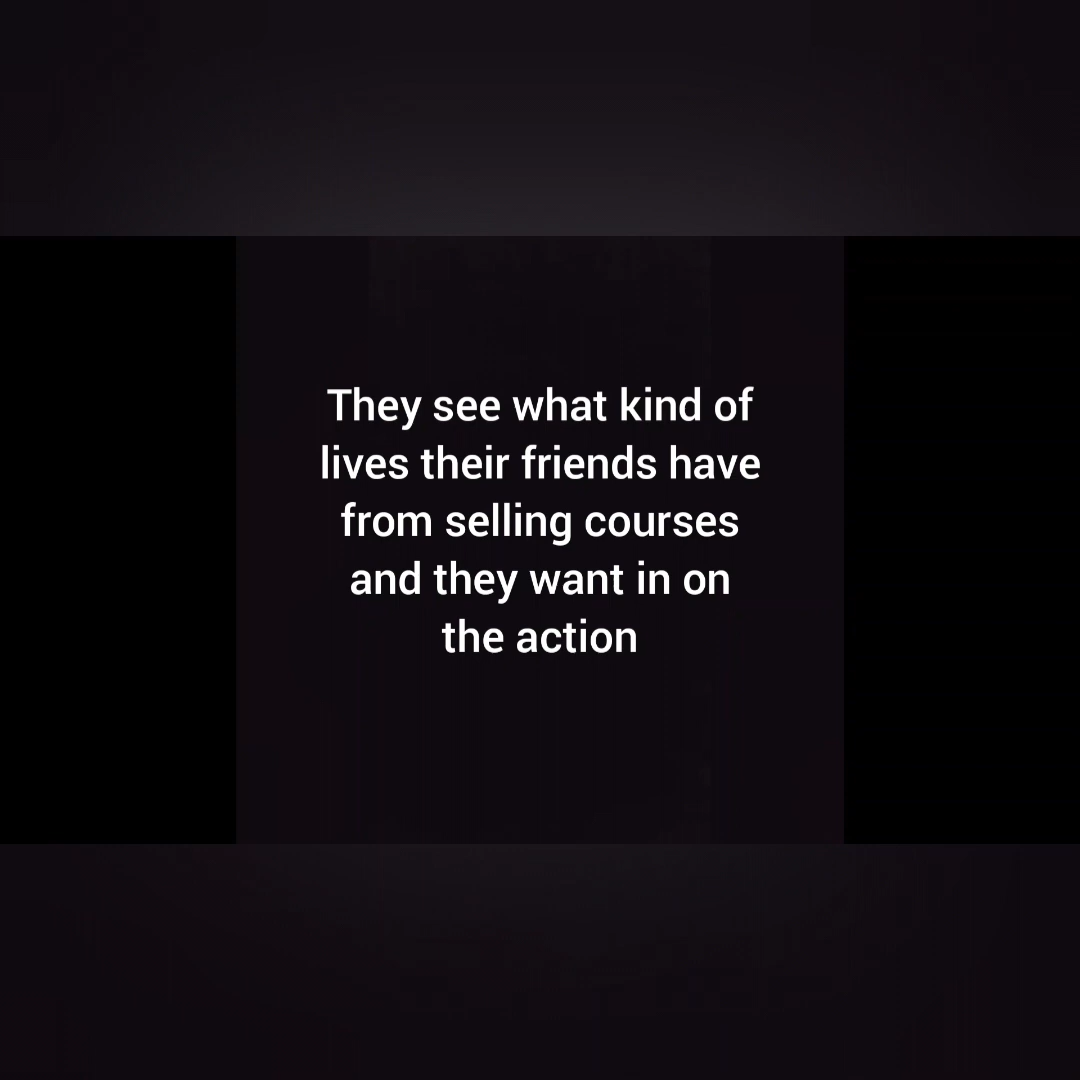 They see what kind of
lives their friends have
from selling courses
and they want in on
the action